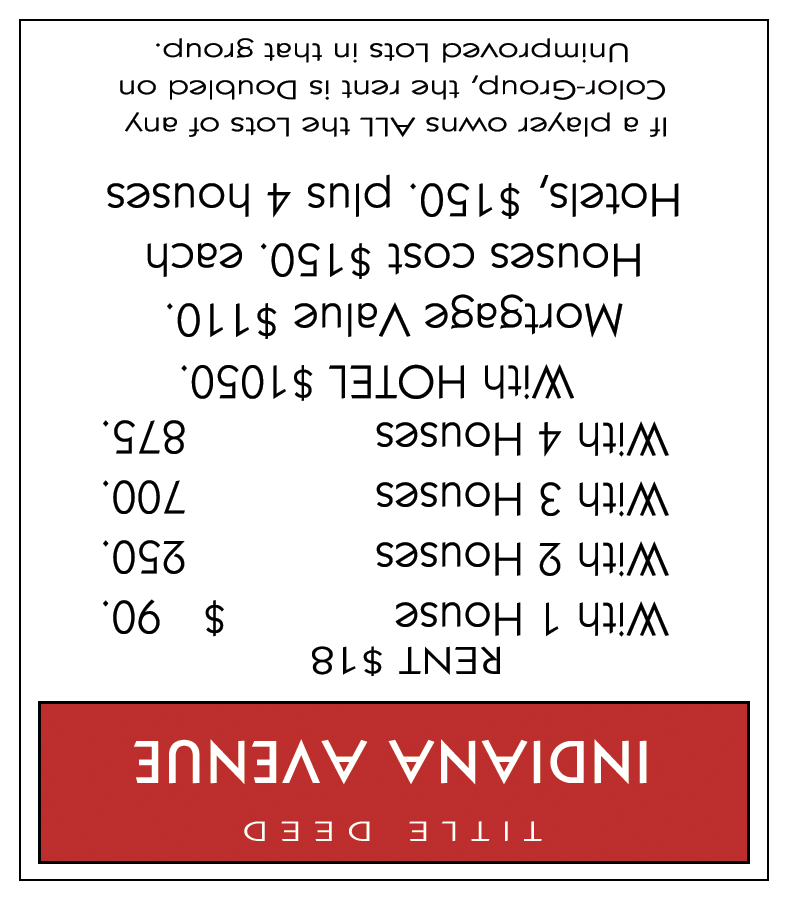 TITLE DEED
INDIANA AVENUE
RENT $18
With 1 House $ 90.
With 2 Houses 250.
With 3 Houses 700.
With 4 Houses 875.
With HOTEL $1050.
Mortgage Value $110.
Houses cost $150. each
Hotels, $150. plus 4 houses
If a player owns ALL the Lots of any
Color-Group, the rent is Doubled on
Unimproved Lots in that group.